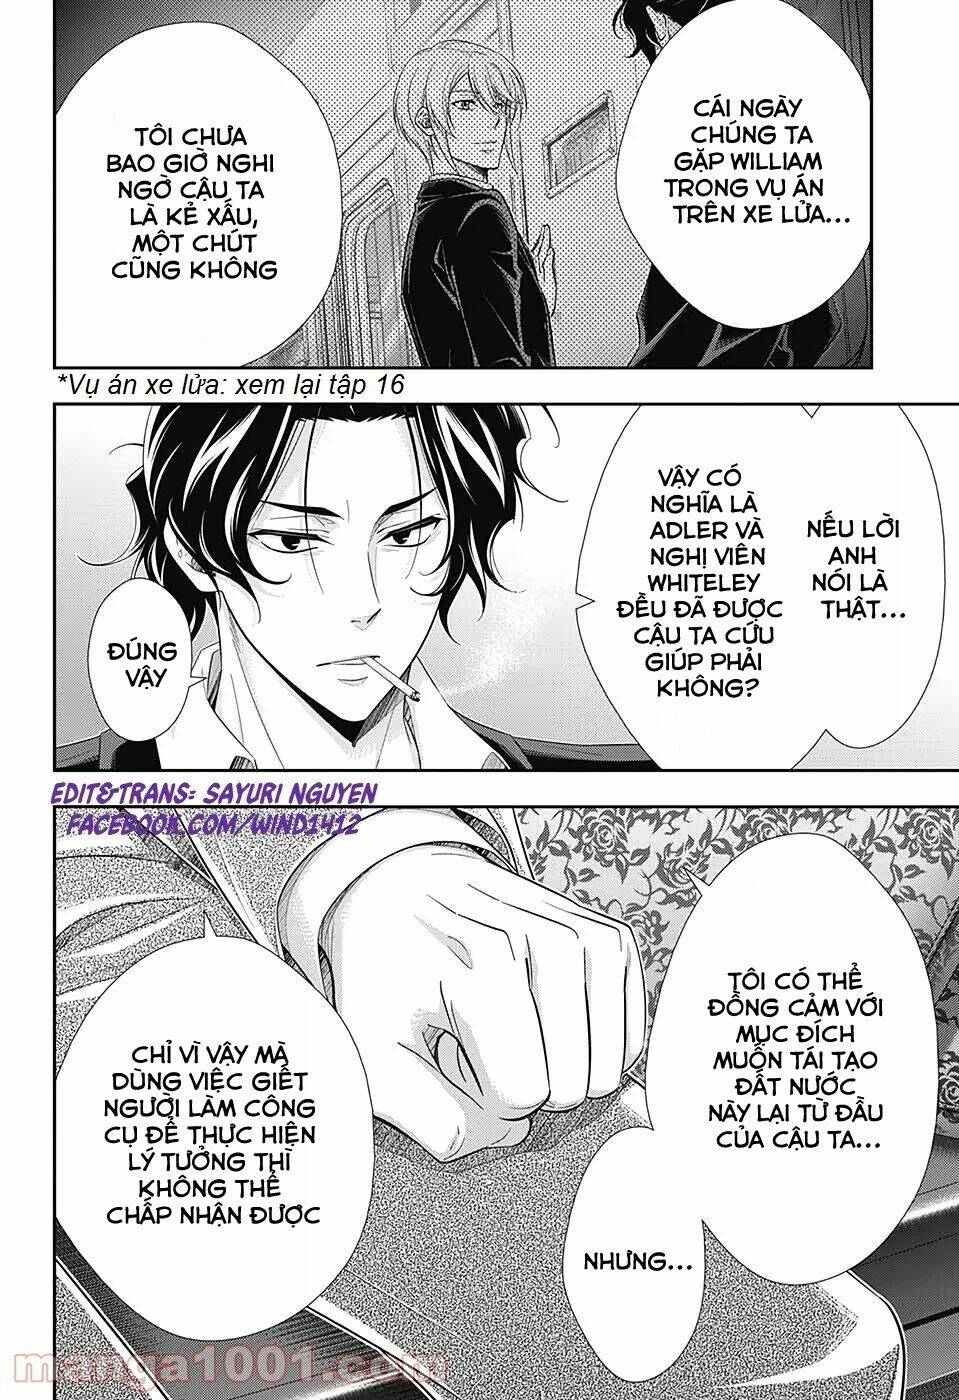 CÁI NGÀY
CHÚNG TA
GẶP WILLIAM
TRONG VỤ ÁN
TRÊN XE LỬA...
TÔI CHƯA
BAO GIỜ NGHI
NGỜ CẬU TA
LÀ KẺ XẤU,
MỘT CHÚT
CŨNG KHÔNG
*Vụ án xe lửa: xem lại tập 16
NẾU LỜI
ANH
NÓI LÀ
THẬT...
VẬY CÓ
NGHĨA LÀ
ADLER VÀ
NGHỊ VIÊN
WHITELEY
ĐỀU ĐÃ ĐƯỢC
CẬU TA CỨU
GIÚP PHẢI
KHÔNG?
ĐÚNG
VẬY
EDIT&TRANS: SAYURI NGUYEN
FACEBOOK.COM/WIND1412
TÔI CÓ THỂ
ĐỒNG CẢM VỚI
MỤC ĐÍCH
MUỐN TÁI TẠO
ĐẤT NƯỚC
NÀY LẠI TỪ ĐẦU
CỦA CẬU TA...
NHƯNG...
CHỈ VÌ VẬY MÀ
DÙNG VIỆC GIẾT
NGƯỜI LÀM CÔNG
CỤ ĐỂ THỰC HIỆN
LÝ TƯỞNG THÌ
KHÔNG THỂ
CHẤP NHẬN ĐƯỢC
manga1001.com